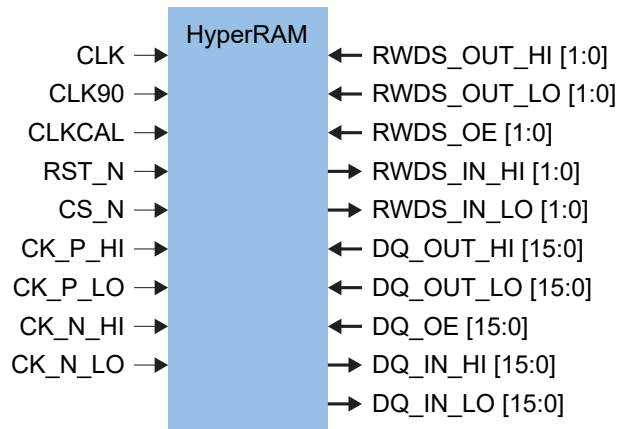 HyperRAM
CLK
CLK90
CLKCAL
RST_N
CS_N
CK_P_HI
CK_P_LO
CK_N_HI
CK_N_LO
RWDS_OUT_HI [1:0]
RWDS_OUT_LO [1:0]
RWDS_OE [1:0]
RWDS_IN_HI [1:0]
RWDS_IN_LO [1:0]
DQ_OUT_HI [15:0]
DQ_OUT_LO [15:0]
DQ_OE [15:0]
DQ_IN_HI [15:0]
DQ_IN_LO [15:0]